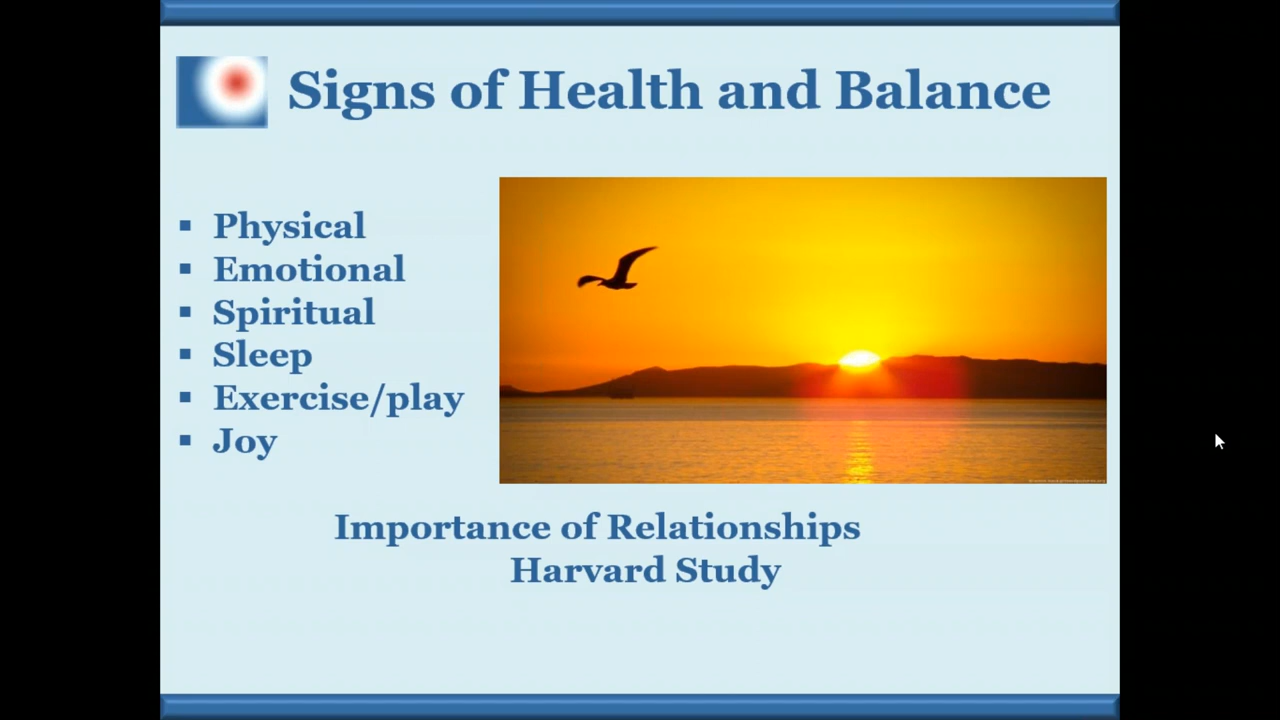 Signs of Health and Balance
▪ Physical
▪ Emotional
▪ Spiritual
▪ Sleep
▪ Exercise/play
▪ Joy
Importance of Relationships
Harvard Study